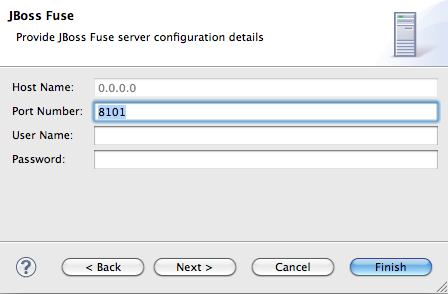 JBoss Fuse
Provide JBoss Fuse server configuration details
Host Name: 0.0.0.0
Port Number: 8101
User Name:
Password:
? < Back Next > Cancel Finish